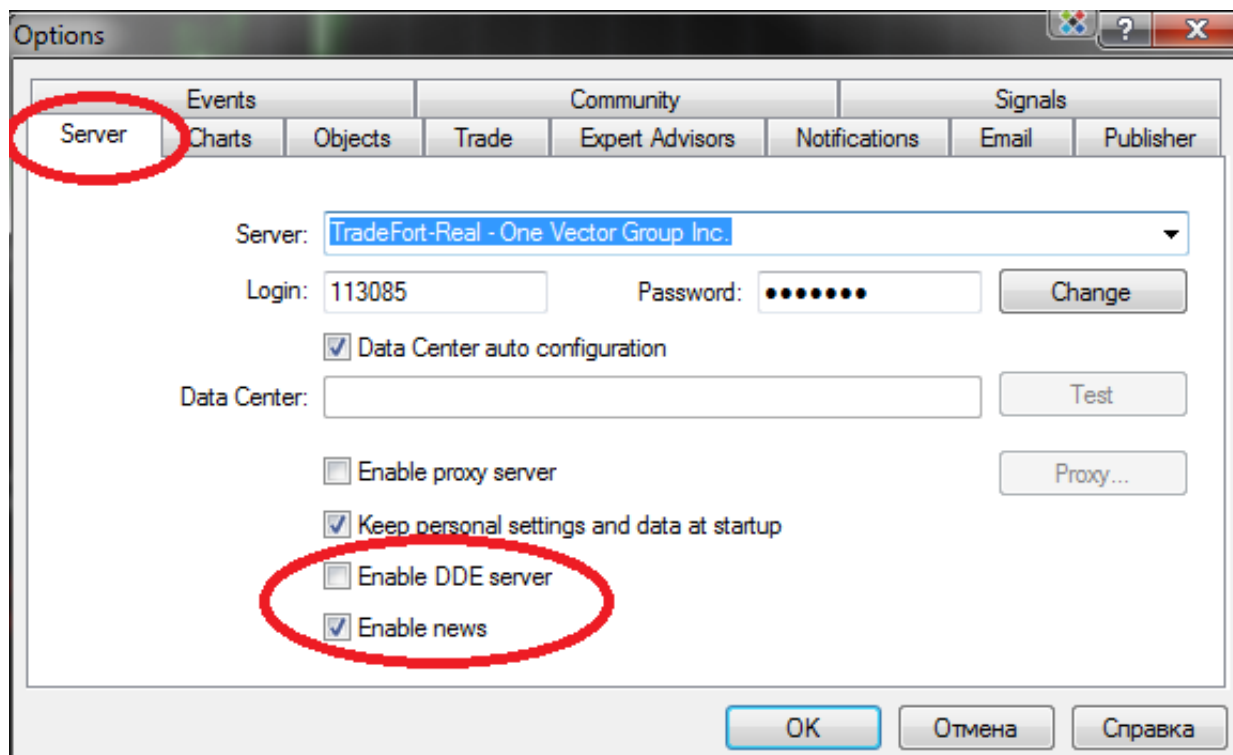 Options
?
X
Events Community Signals
Server Charts Objects Trade Expert Advisors Notifications Email Publisher
Server: TradeFort-Real - One Vector Group Inc.
Login: 113085 Password: ●●●●●●● Change
Data Center auto configuration
Data Center: Test
Enable proxy server Proxy...
Keep personal settings and data at startup
Enable DDE server
Enable news
OK Отмена Справка